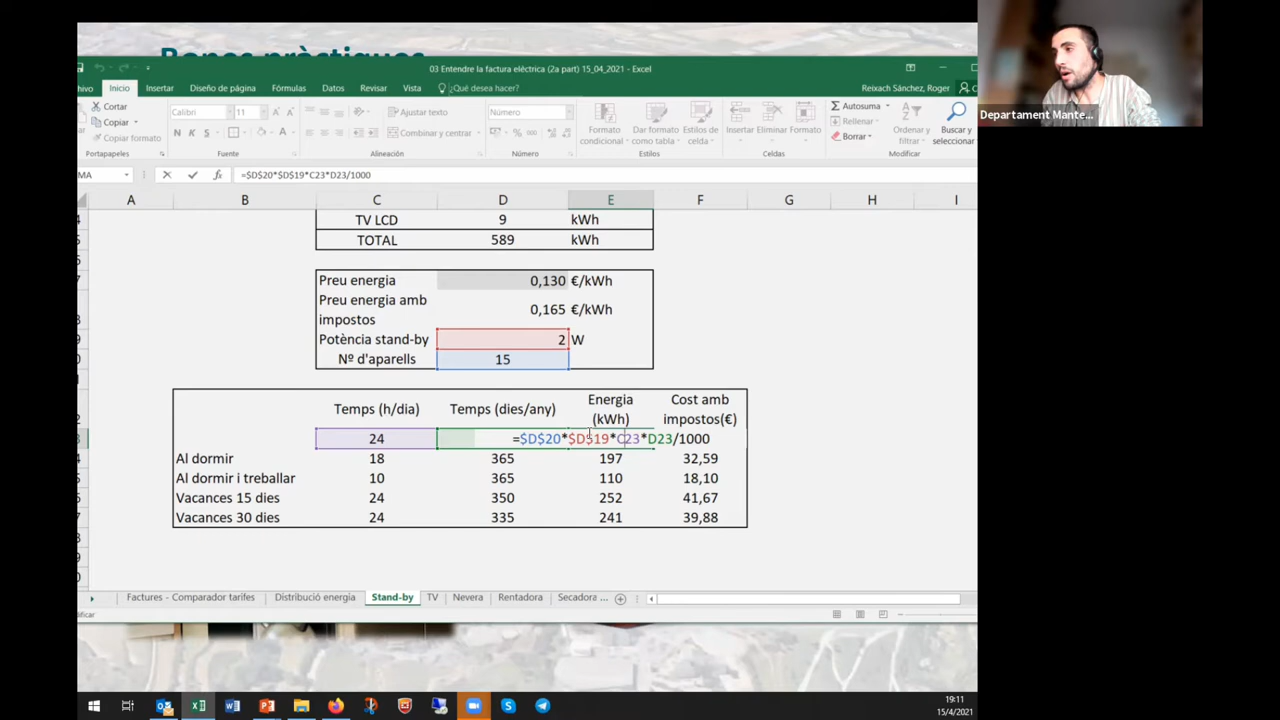 Bones pràctiques
03 Entendre la factura eléctrica (2a part) 15_04_2021 - Excel
Inicio Insertar Diseño de página Fórmulas Datos Revisar Vista ¿Qué desea hacer? Reixach Sánchez, Roger
Cortar
Copiar
Copiar formato
Portapapeles
Calibri 11
N K S
Fuente
Ajustar texto
Combinar y centrar
Alineación
Número
Número
Formato condicional
Dar formato como tabla
Estilos de celda
Estilos
Insertar Eliminar Formato
Celdas
Autosuma
Rellenar
Borrar
Ordenar y filtrar
Buscar y seleccionar
Modificar
Departament Mante...
MA =$D$20*$D$19*C23*D23/1000
A B C D E F G H I
TV LCD 9 kWh
TOTAL 589 kWh
Preu energia 0,130 €/kWh
Preu energia amb impostos 0,165 €/kWh
Potència stand-by 2 W
Nº d'aparells 15
Temps (h/dia) Temps (dies/any) Energia (kWh) Cost amb impostos(€)
24 =$D$20*$D$19*C23*D23/1000
Al dormir 18 365 197 32,59
Al dormir i treballar 10 365 110 18,10
Vacances 15 dies 24 350 252 41,67
Vacances 30 dies 24 335 241 39,88
Factures - Comparador tarifes Distribució energia Stand-by TV Nevera Rentadora Secadora ...
19:11
15/4/2021